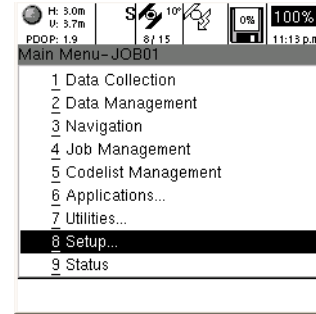 H: 3.0m
V: 3.7m
PDOP: 1.9
S
10°
8/15
0%
100%
11:13 p.m
Main Menu-JOB01
1 Data Collection
2 Data Management
3 Navigation
4 Job Management
5 Codelist Management
6 Applications...
7 Utilities...
8 Setup...
9 Status